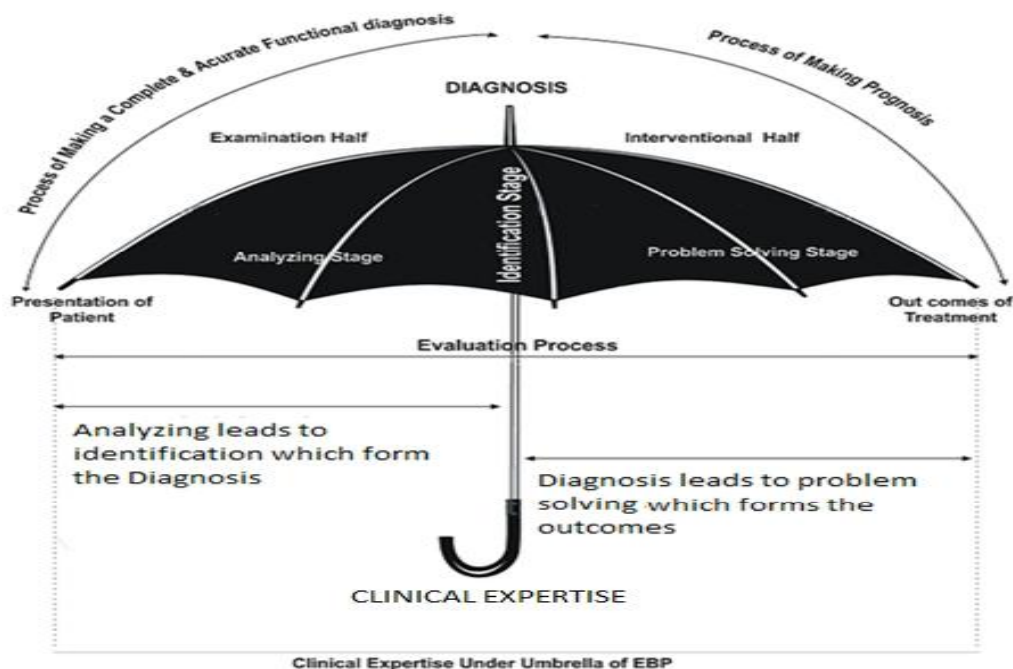 Process of Making a Complete & Acurate Functional diagnosis
Process of Making Prognosis
DIAGNOSIS
Examination Half
Interventional Half
Identification Stage
Analyzing Stage
Problem Solving Stage
Presentation of
Patient
Out comes of
Treatment
Evaluation Process
Analyzing leads to
identification which form
the Diagnosis
Diagnosis leads to problem
solving which forms the
outcomes
CLINICAL EXPERTISE
Clinical Expertise Under Umbrella of EBP